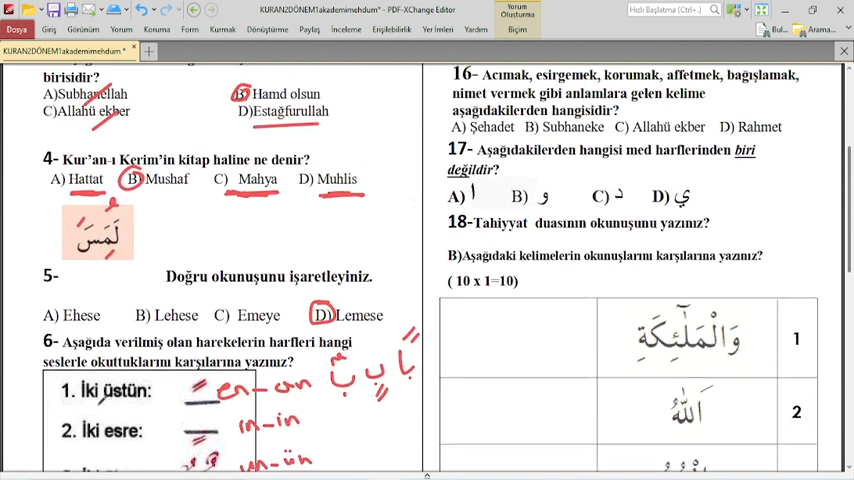 KURAN2DÖNEM1akademimehdum * - PDF-XChange Editor
Yorum Oluşturma
Hızlı Başlatma (Ctrl+.)
Dosya Giriş Görünüm Yer imi Kurmak Dönüştürme Paylaş İnceleme Erişilebilirlik Yer İmleri Yardım Biçim Bul... Arama...
KURAN2DÖNEM1akademimehdum *
birisidir?
A)Subhanellah B) Hamd olsun
C)Allahü ekber D)Estağfurullah
4- Kur'an-ı Kerim'in kitap haline ne denir?
A) Hattat B) Mushaf C) Mahya D) Muhlis
لَمَسَ
5- Doğru okunuşunu işaretleyiniz.
A) Ehese B) Lehese C) Emeye D) Lemese
6- Aşağıda verilmiş olan harekelerin harfleri hangi
seslerle okuttuklarını karşılarına yazınız?
1. İki üstün: en-an
2. İki esre: in-in
ün
16- Acımak, esirgemek, korumak, affetmek, bağışlamak,
nimet vermek gibi anlamlara gelen kelime
aşağıdakilerden hangisidir?
A) Şehadet B) Subhaneke C) Allahü ekber D) Rahmet
17- Aşağıdakilerden hangisi med harflerinden biri
değildir?
A) ا B) و C) د D) ي
18-Tahiyyat duasının okunuşunu yazınız?
B)Aşağıdaki kelimelerin okunuşlarını karşılarına yazınız?
( 10 x 1=10)
وَالْمَلٰٓئِكَةِ 1
اَللّٰهُ 2